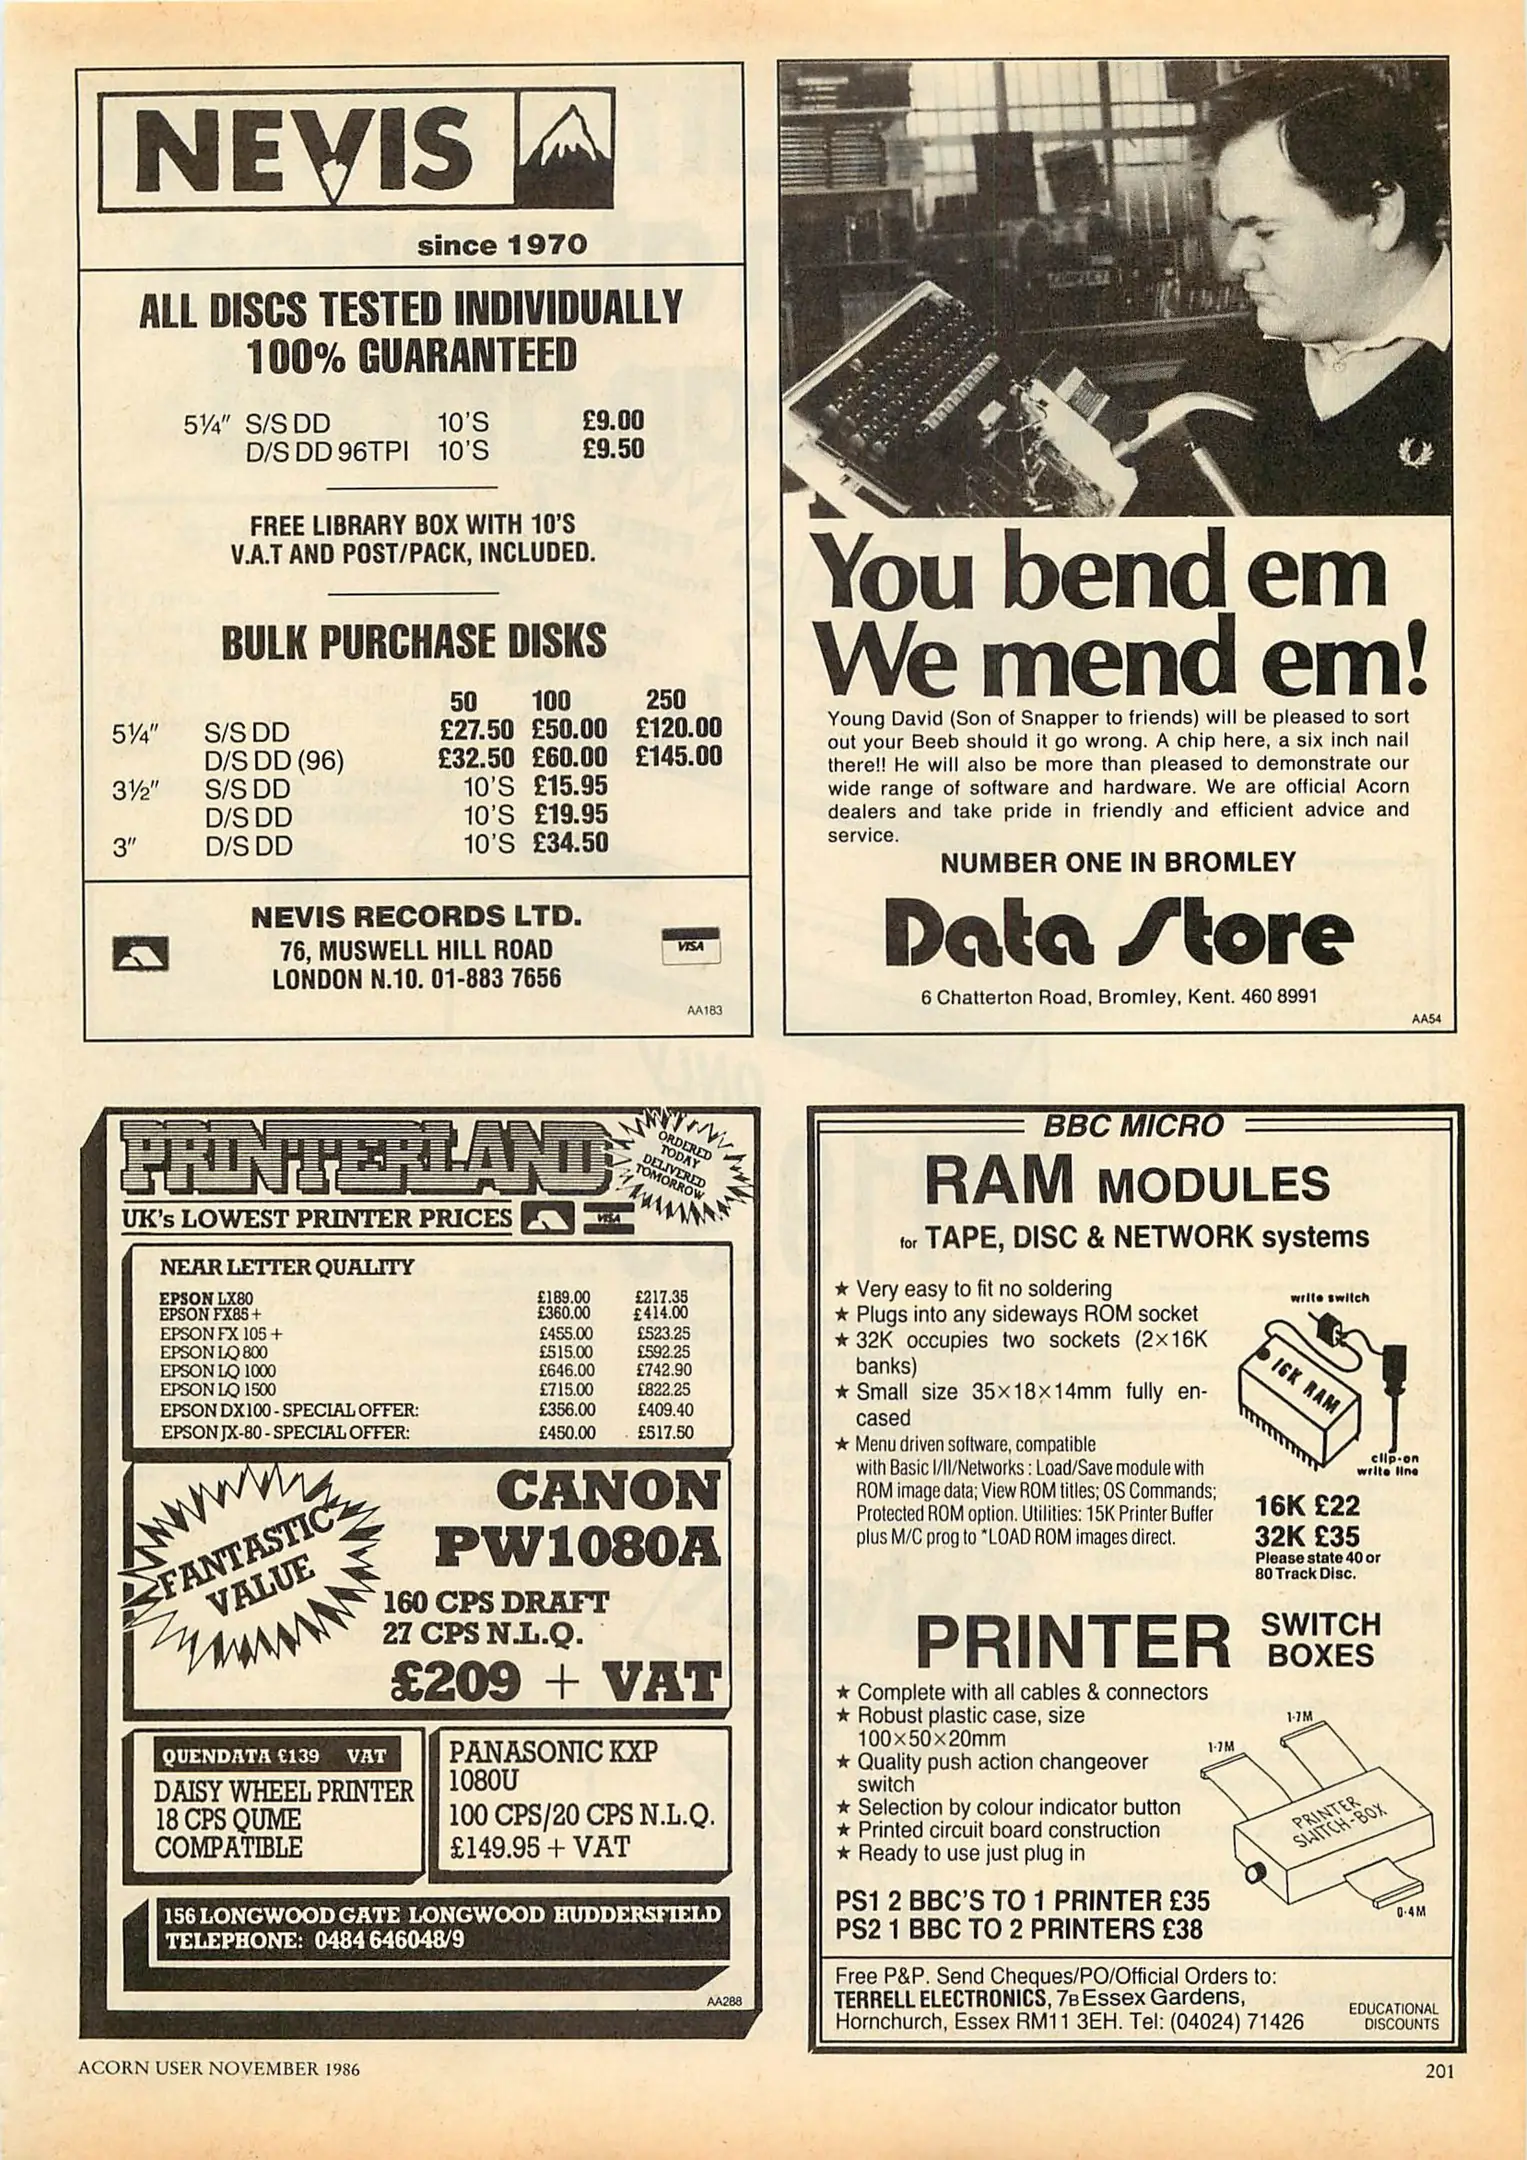 NEVIS
since 1970
ALL DISCS TESTED INDIVIDUALLY
100% GUARANTEED
5¼" S/S DD 10'S £9.00
D/S DD 96TPI 10'S £9.50
FREE LIBRARY BOX WITH 10'S
V.A.T AND POST/PACK, INCLUDED.
BULK PURCHASE DISKS
50 100 250
5¼" S/S DD £27.50 £50.00 £120.00
D/S DD (96) £32.50 £60.00 £145.00
3½" S/S DD 10'S £15.95
D/S DD 10'S £19.95
3" D/S DD 10'S £34.50
NEVIS RECORDS LTD.
76, MUSWELL HILL ROAD
LONDON N.10. 01-883 7656
VISA
AA183
You bend em
We mend em!
Young David (Son of Snapper to friends) will be pleased to sort
out your Beeb should it go wrong. A chip here, a six inch nail
there!! He will also be more than pleased to demonstrate our
wide range of software and hardware. We are official Acorn
dealers and take pride in friendly and efficient advice and
service.
NUMBER ONE IN BROMLEY
Data Store
6 Chatterton Road, Bromley, Kent. 460 8991
AA54
PRINTERLAND
ORDERED
TODAY
DELIVERED
TOMORROW
UK's LOWEST PRINTER PRICES
VISA
NEAR LETTER QUALITY
EPSON LX80 £189.00 £217.35
EPSON FX85 + £360.00 £414.00
EPSON FX 105 + £455.00 £523.25
EPSON LQ 800 £515.00 £592.25
EPSON LQ 1000 £646.00 £742.90
EPSON LQ 1500 £715.00 £822.25
EPSON DX100 - SPECIAL OFFER: £356.00 £409.40
EPSON JX-80 - SPECIAL OFFER: £450.00 £517.50
FANTASTIC
VALUE
CANON
PW1080A
160 CPS DRAFT
27 CPS N.L.Q.
£209 + VAT
QUENDATA £139 VAT
DAISY WHEEL PRINTER
18 CPS QUME
COMPATIBLE
PANASONIC KXP
1080U
100 CPS/20 CPS N.L.Q.
£149.95 + VAT
156 LONGWOOD GATE LONGWOOD HUDDERSFIELD
TELEPHONE: 0484 646048/9
AA288
BBC MICRO
RAM MODULES
for TAPE, DISC & NETWORK systems
★ Very easy to fit no soldering
★ Plugs into any sideways ROM socket
★ 32K occupies two sockets (2×16K
banks)
★ Small size 35×18×14mm fully en-
cased
★ Menu driven software, compatible
with Basic I/II/Networks : Load/Save module with
ROM image data; View ROM titles; OS Commands;
Protected ROM option. Utilities: 15K Printer Buffer
plus M/C prog to *LOAD ROM images direct.
write switch
16K RAM
clip-on
write line
16K £22
32K £35
Please state 40 or
80 Track Disc.
PRINTER SWITCH
BOXES
★ Complete with all cables & connectors
★ Robust plastic case, size
100×50×20mm
★ Quality push action changeover
switch
★ Selection by colour indicator button
★ Printed circuit board construction
★ Ready to use just plug in
1·7M
1·7M
PRINTER
SWITCH-BOX
0·4M
PS1 2 BBC'S TO 1 PRINTER £35
PS2 1 BBC TO 2 PRINTERS £38
Free P&P. Send Cheques/PO/Official Orders to:
TERRELL ELECTRONICS, 7B Essex Gardens,
Hornchurch, Essex RM11 3EH. Tel: (04024) 71426
EDUCATIONAL
DISCOUNTS
ACORN USER NOVEMBER 1986
201